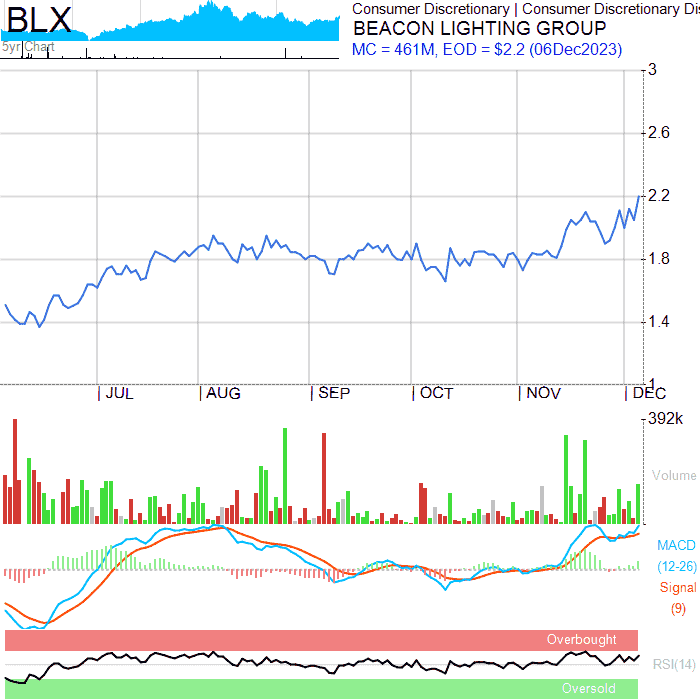 BLX
5yr Chart
Consumer Discretionary | Consumer Discretionary Dis
BEACON LIGHTING GROUP
MC = 461M, EOD = $2.2 (06Dec2023)
3
2.6
2.2
1.8
1.4
1
| JUL | AUG | SEP | OCT | NOV | DEC
392k
Volume
MACD
(12-26)
Signal
(9)
Overbought
RSI(14)
Oversold